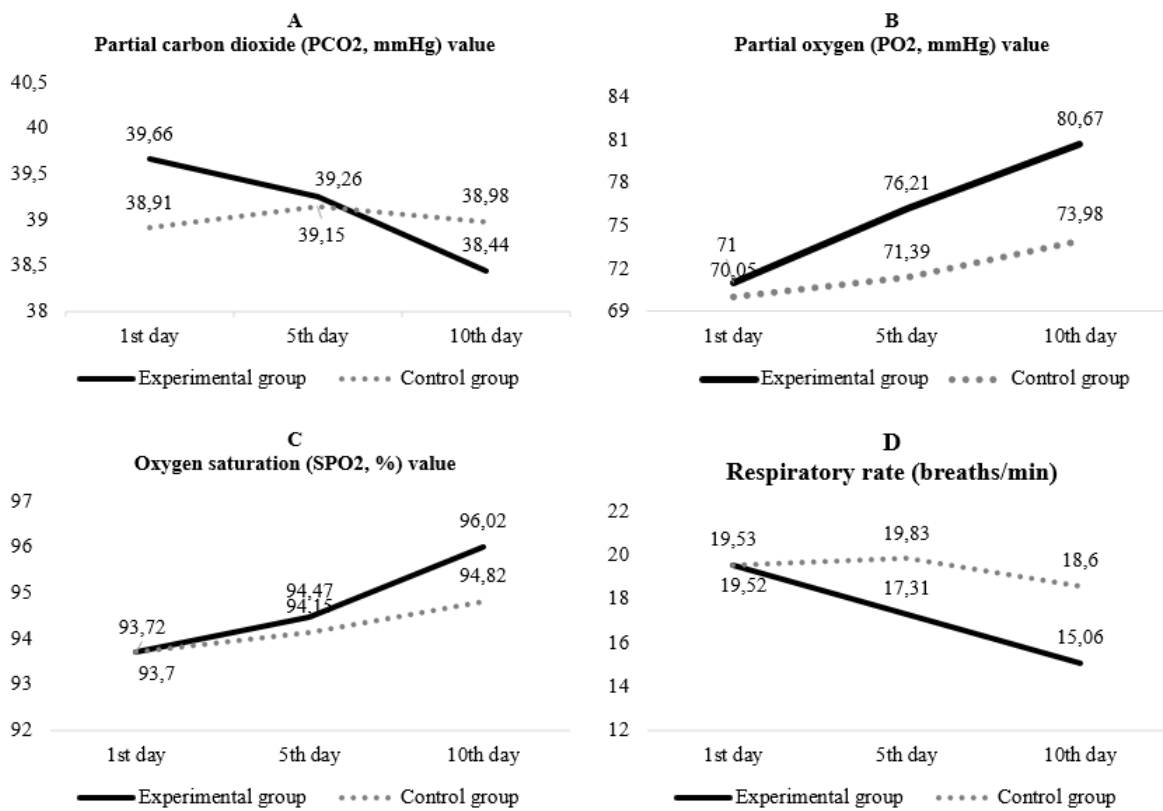 A
Partial carbon dioxide (PCO2, mmHg) value
40,5
40
39,5
39
38,5
38
39,66
38,91
39,26
39,15
38,98
38,44
1st day
5th day
10th day
Experimental group
Control group
B
Partial oxygen (PO2, mmHg) value
84
81
78
75
72
69
71
70,05
76,21
71,39
80,67
73,98
1st day
5th day
10th day
Experimental group
Control group
C
Oxygen saturation (SPO2, %) value
97
96
95
94
93
92
93,72
93,7
94,47
94,15
96,02
94,82
1st day
5th day
10th day
Experimental group
Control group
D
Respiratory rate (breaths/min)
22
20
18
16
14
12
19,53
19,52
19,83
17,31
18,6
15,06
1st day
5th day
10th day
Experimental group
Control group